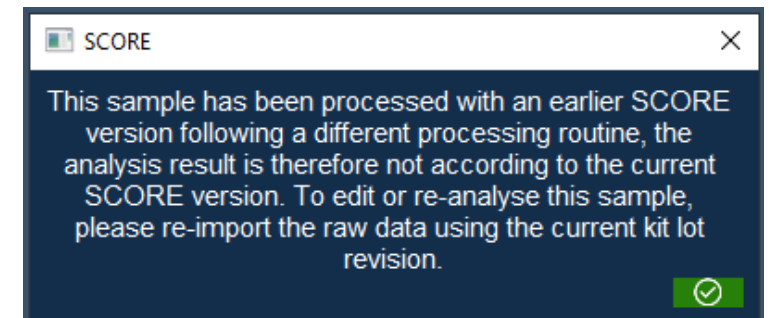 SCORE
This sample has been processed with an earlier SCORE
version following a different processing routine, the
analysis result is therefore not according to the current
SCORE version. To edit or re-analyse this sample,
please re-import the raw data using the current kit lot
revision.